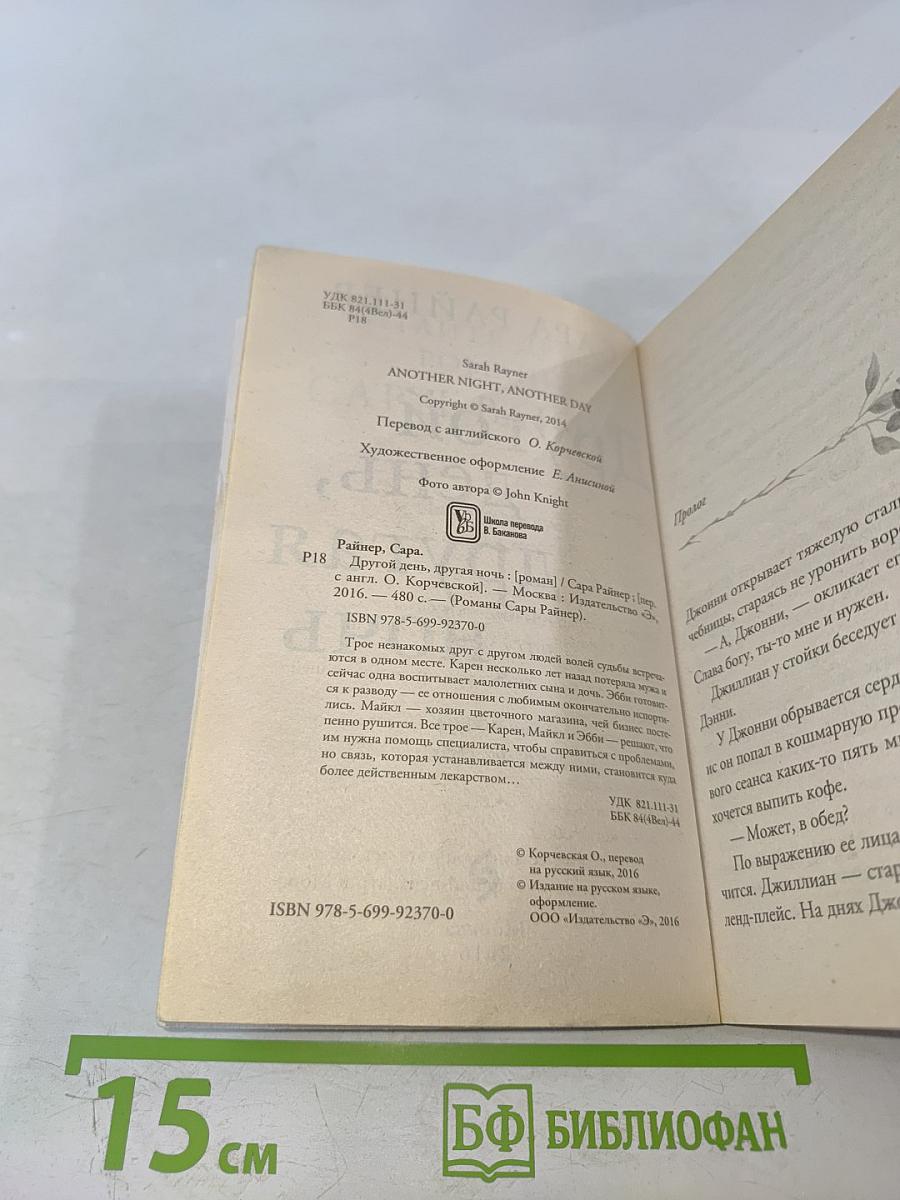 УДК 821.111-31
ББК 84(4Вел)-44
Р18
Sarah Rayner
ANOTHER NIGHT, ANOTHER DAY
Copyright © Sarah Rayner, 2014
Перевод с английского О. Корчевской
Художественное оформление Е. Анисиной
Фото автора © John Knight
Школа перевода
В. Баканова
Райнер, Сара.
Р18 Другой день, другая ночь : [роман] / Сара Райнер ; [пер.
с англ. О. Корчевской]. — Москва : Издательство «Э»,
2016. — 480 с. — (Романы Сары Райнер).
ISBN 978-5-699-92370-0
Трое незнакомых друг с другом людей волей судьбы встреча-
ются в одном месте. Карен несколько лет назад потеряла мужа и
сейчас одна воспитывает малолетних сына и дочь. Эбби готовит-
ся к разводу — ее отношения с любимым окончательно испорти-
лись. Майкл — хозяин цветочного магазина, чей бизнес посте-
пенно рушится. Все трое — Карен, Майкл и Эбби — решают, что
им нужна помощь специалиста, чтобы справиться с проблемами,
но связь, которая устанавливается между ними, становится куда
более действенным лекарством…
УДК 821.111-31
ББК 84(4Вел)-44
© Корчевская О., перевод
на русский язык, 2016
© Издание на русском языке,
оформление.
ООО «Издательство «Э», 2016
ISBN 978-5-699-92370-0
Пролог
Джонни открывает тяжелую
чебницы, стараясь не уронить
— А, Джонни, — окликает
Слава богу, ты-то мне и нужен.
Джиллиан у стойки беседует
Дэнни.
У Джонни обрывается
ис он попал в кошмарную
вого сеанса каких-то пять
хочется выпить кофе.
— Может, в обед?
По выражению ее лица
чится. Джиллиан —
ленд-плейс. На днях
15 см
БФ БИБЛИОФАН